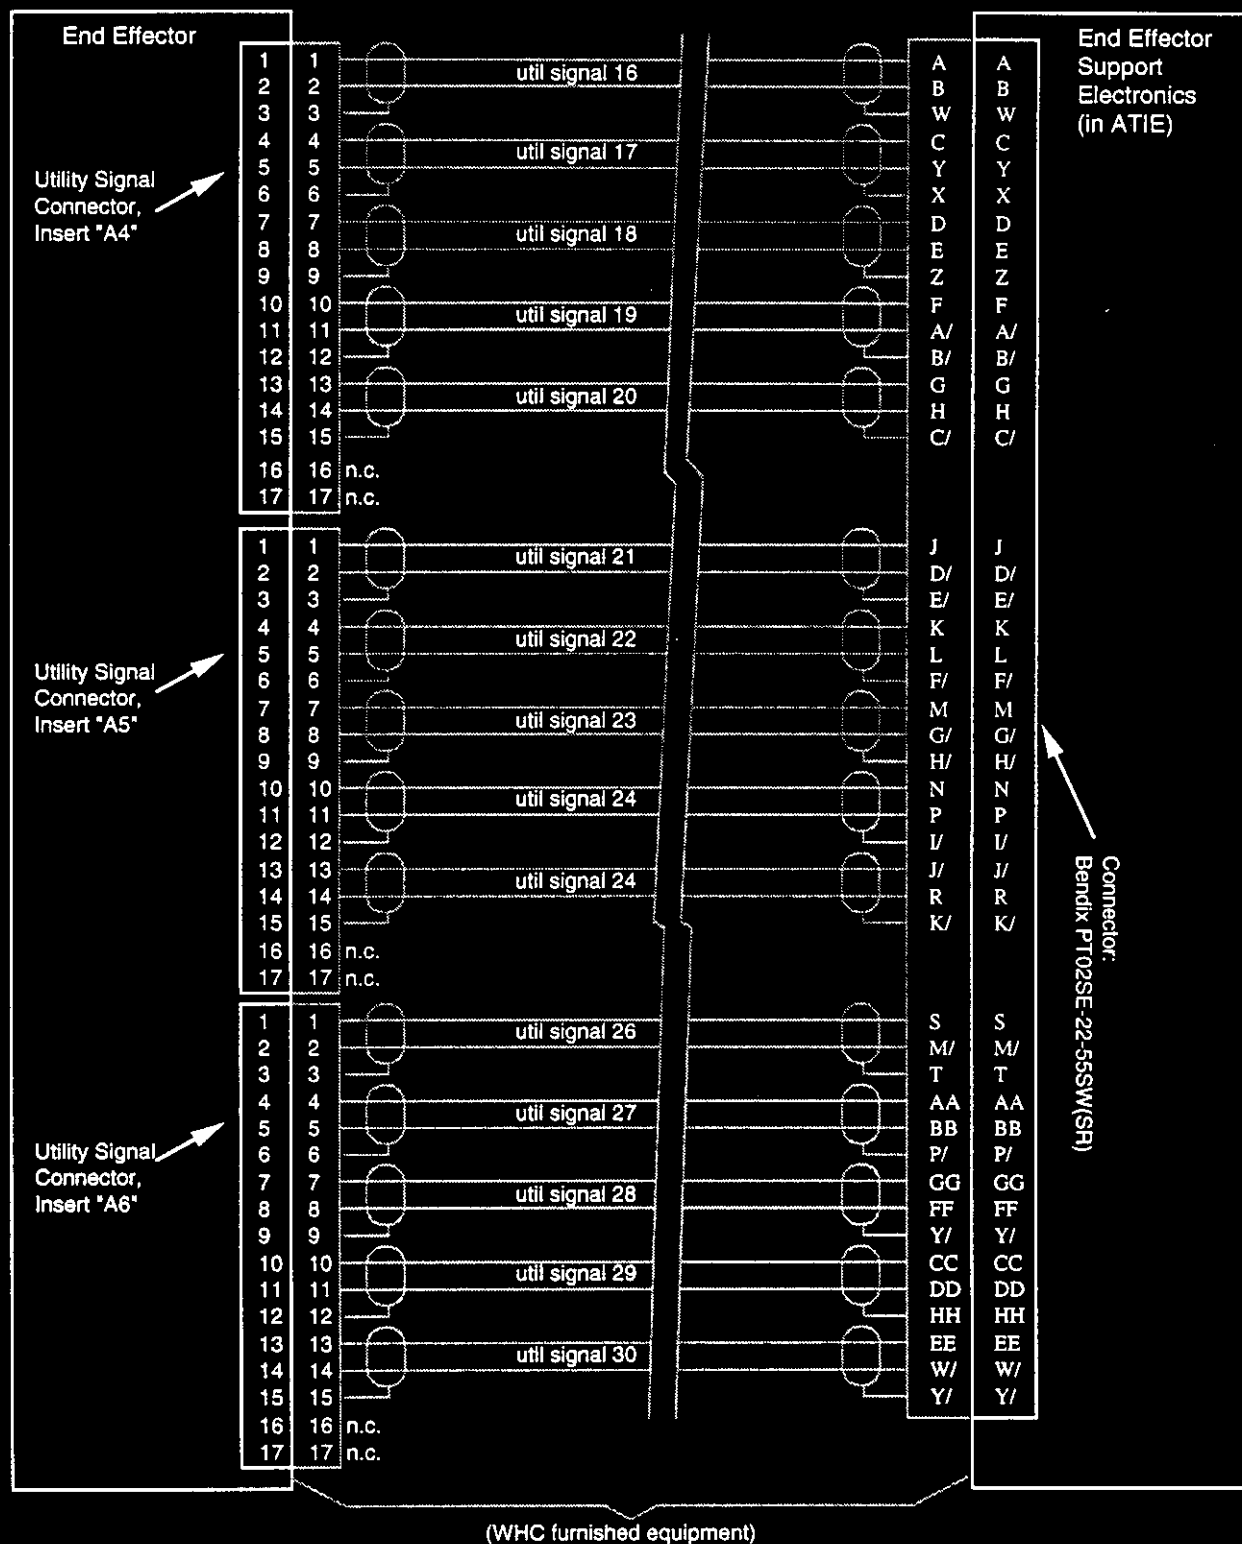 End Effector
End Effector
Support
Electronics
(in ATIE)
Utility Signal
Connector,
Insert "A4"
1 1 util signal 16 A A
2 2 B B
3 3 W W
4 4 util signal 17 C C
5 5 Y Y
6 6 X X
7 7 util signal 18 D D
8 8 E E
9 9 Z Z
10 10 util signal 19 F F
11 11 A/ A/
12 12 B/ B/
13 13 util signal 20 G G
14 14 H H
15 15 C/ C/
16 16 n.c.
17 17 n.c.
Utility Signal
Connector,
Insert "A5"
1 1 util signal 21 J J
2 2 D/ D/
3 3 E/ E/
4 4 util signal 22 K K
5 5 L L
6 6 F/ F/
7 7 util signal 23 M M
8 8 G/ G/
9 9 H/ H/
10 10 util signal 24 N N
11 11 P P
12 12 I/ I/
13 13 util signal 24 J/ J/
14 14 R R
15 15 K/ K/
16 16 n.c.
17 17 n.c.
Connector:
Bendix PT02SE-22-55SW(SR)
Utility Signal
Connector,
Insert "A6"
1 1 util signal 26 S S
2 2 M/ M/
3 3 T T
4 4 util signal 27 AA AA
5 5 BB BB
6 6 P/ P/
7 7 util signal 28 GG GG
8 8 FF FF
9 9 Y/ Y/
10 10 util signal 29 CC CC
11 11 DD DD
12 12 HH HH
13 13 util signal 30 EE EE
14 14 W/ W/
15 15 Y/ Y/
16 16 n.c.
17 17 n.c.
(WHC furnished equipment)